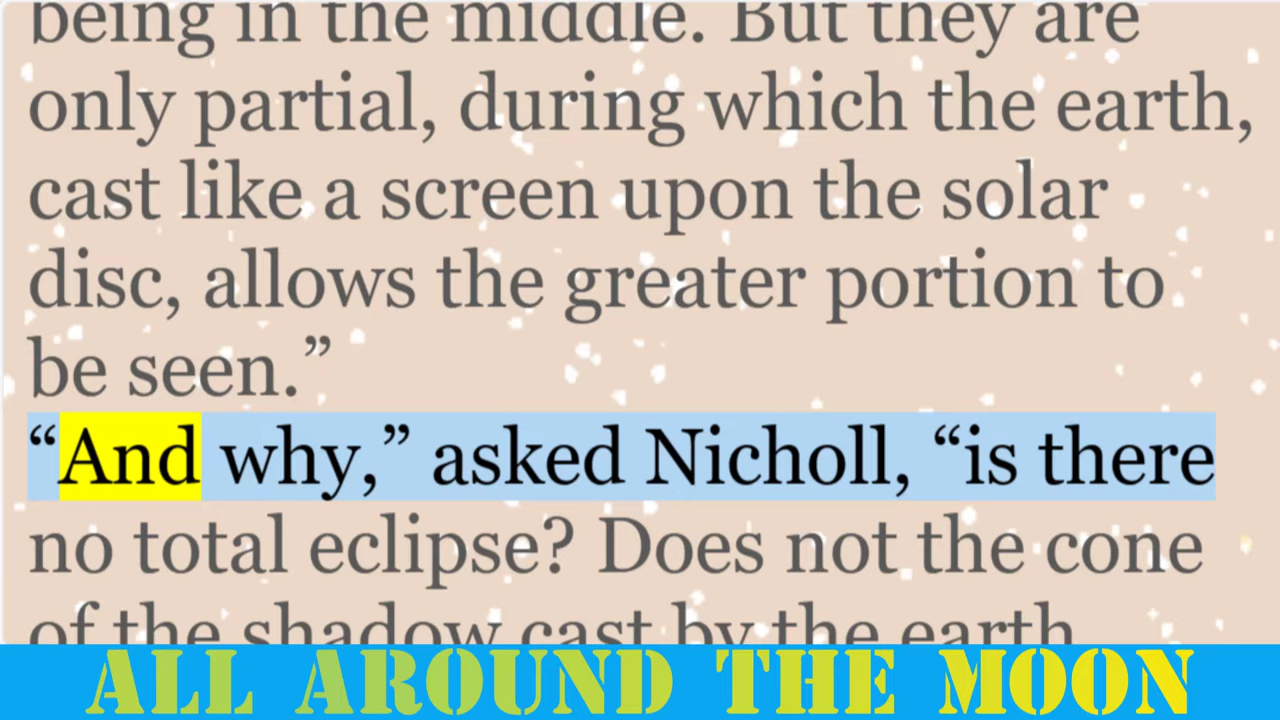 being in the middle. But they are
only partial, during which the earth,
cast like a screen upon the solar
disc, allows the greater portion to
be seen.”
“And why,” asked Nicholl, “is there
no total eclipse? Does not the cone
of the shadow cast by the earth
ALL AROUND THE MOON